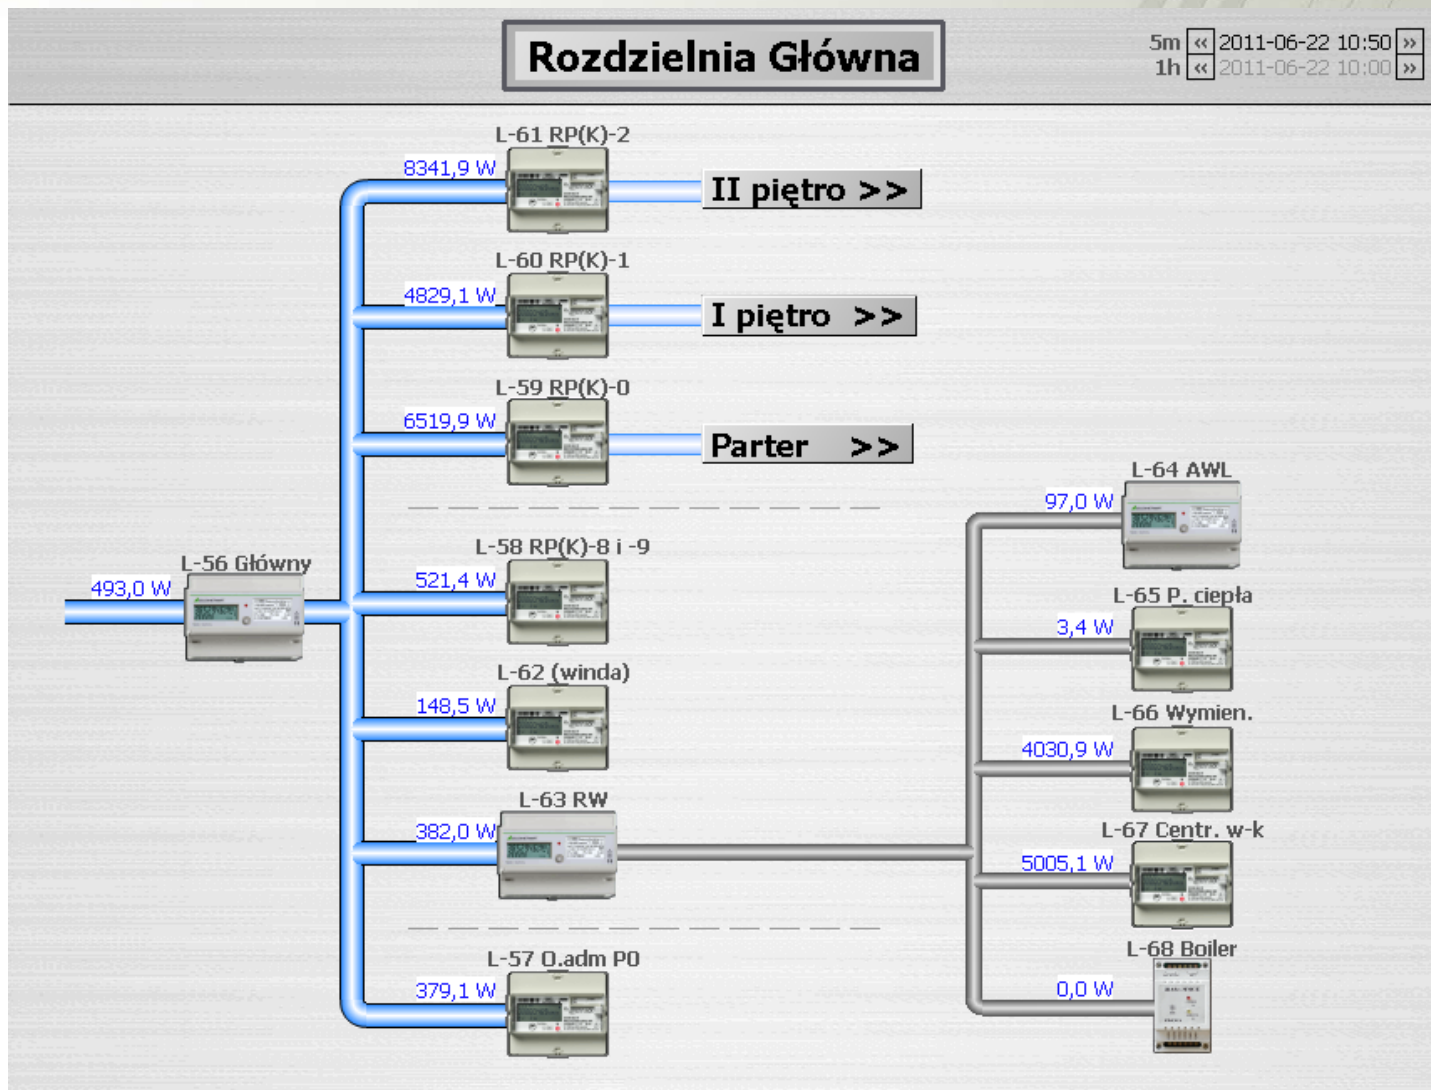 Rozdzielnia Główna
5m « 2011-06-22 10:50 »
1h « 2011-06-22 10:00 »
L-61 RP(K)-2
8341,9 W
II piętro >>
L-60 RP(K)-1
4829,1 W
I piętro >>
L-59 RP(K)-0
6519,9 W
Parter >>
L-64 AWL
97,0 W
L-58 RP(K)-8 i -9
521,4 W
L-56 Główny
493,0 W
L-65 P. ciepła
3,4 W
L-62 (winda)
148,5 W
L-66 Wymien.
4030,9 W
L-63 RW
382,0 W
L-67 Centr. w-k
5005,1 W
L-57 O.adm P0
379,1 W
L-68 Boiler
0,0 W